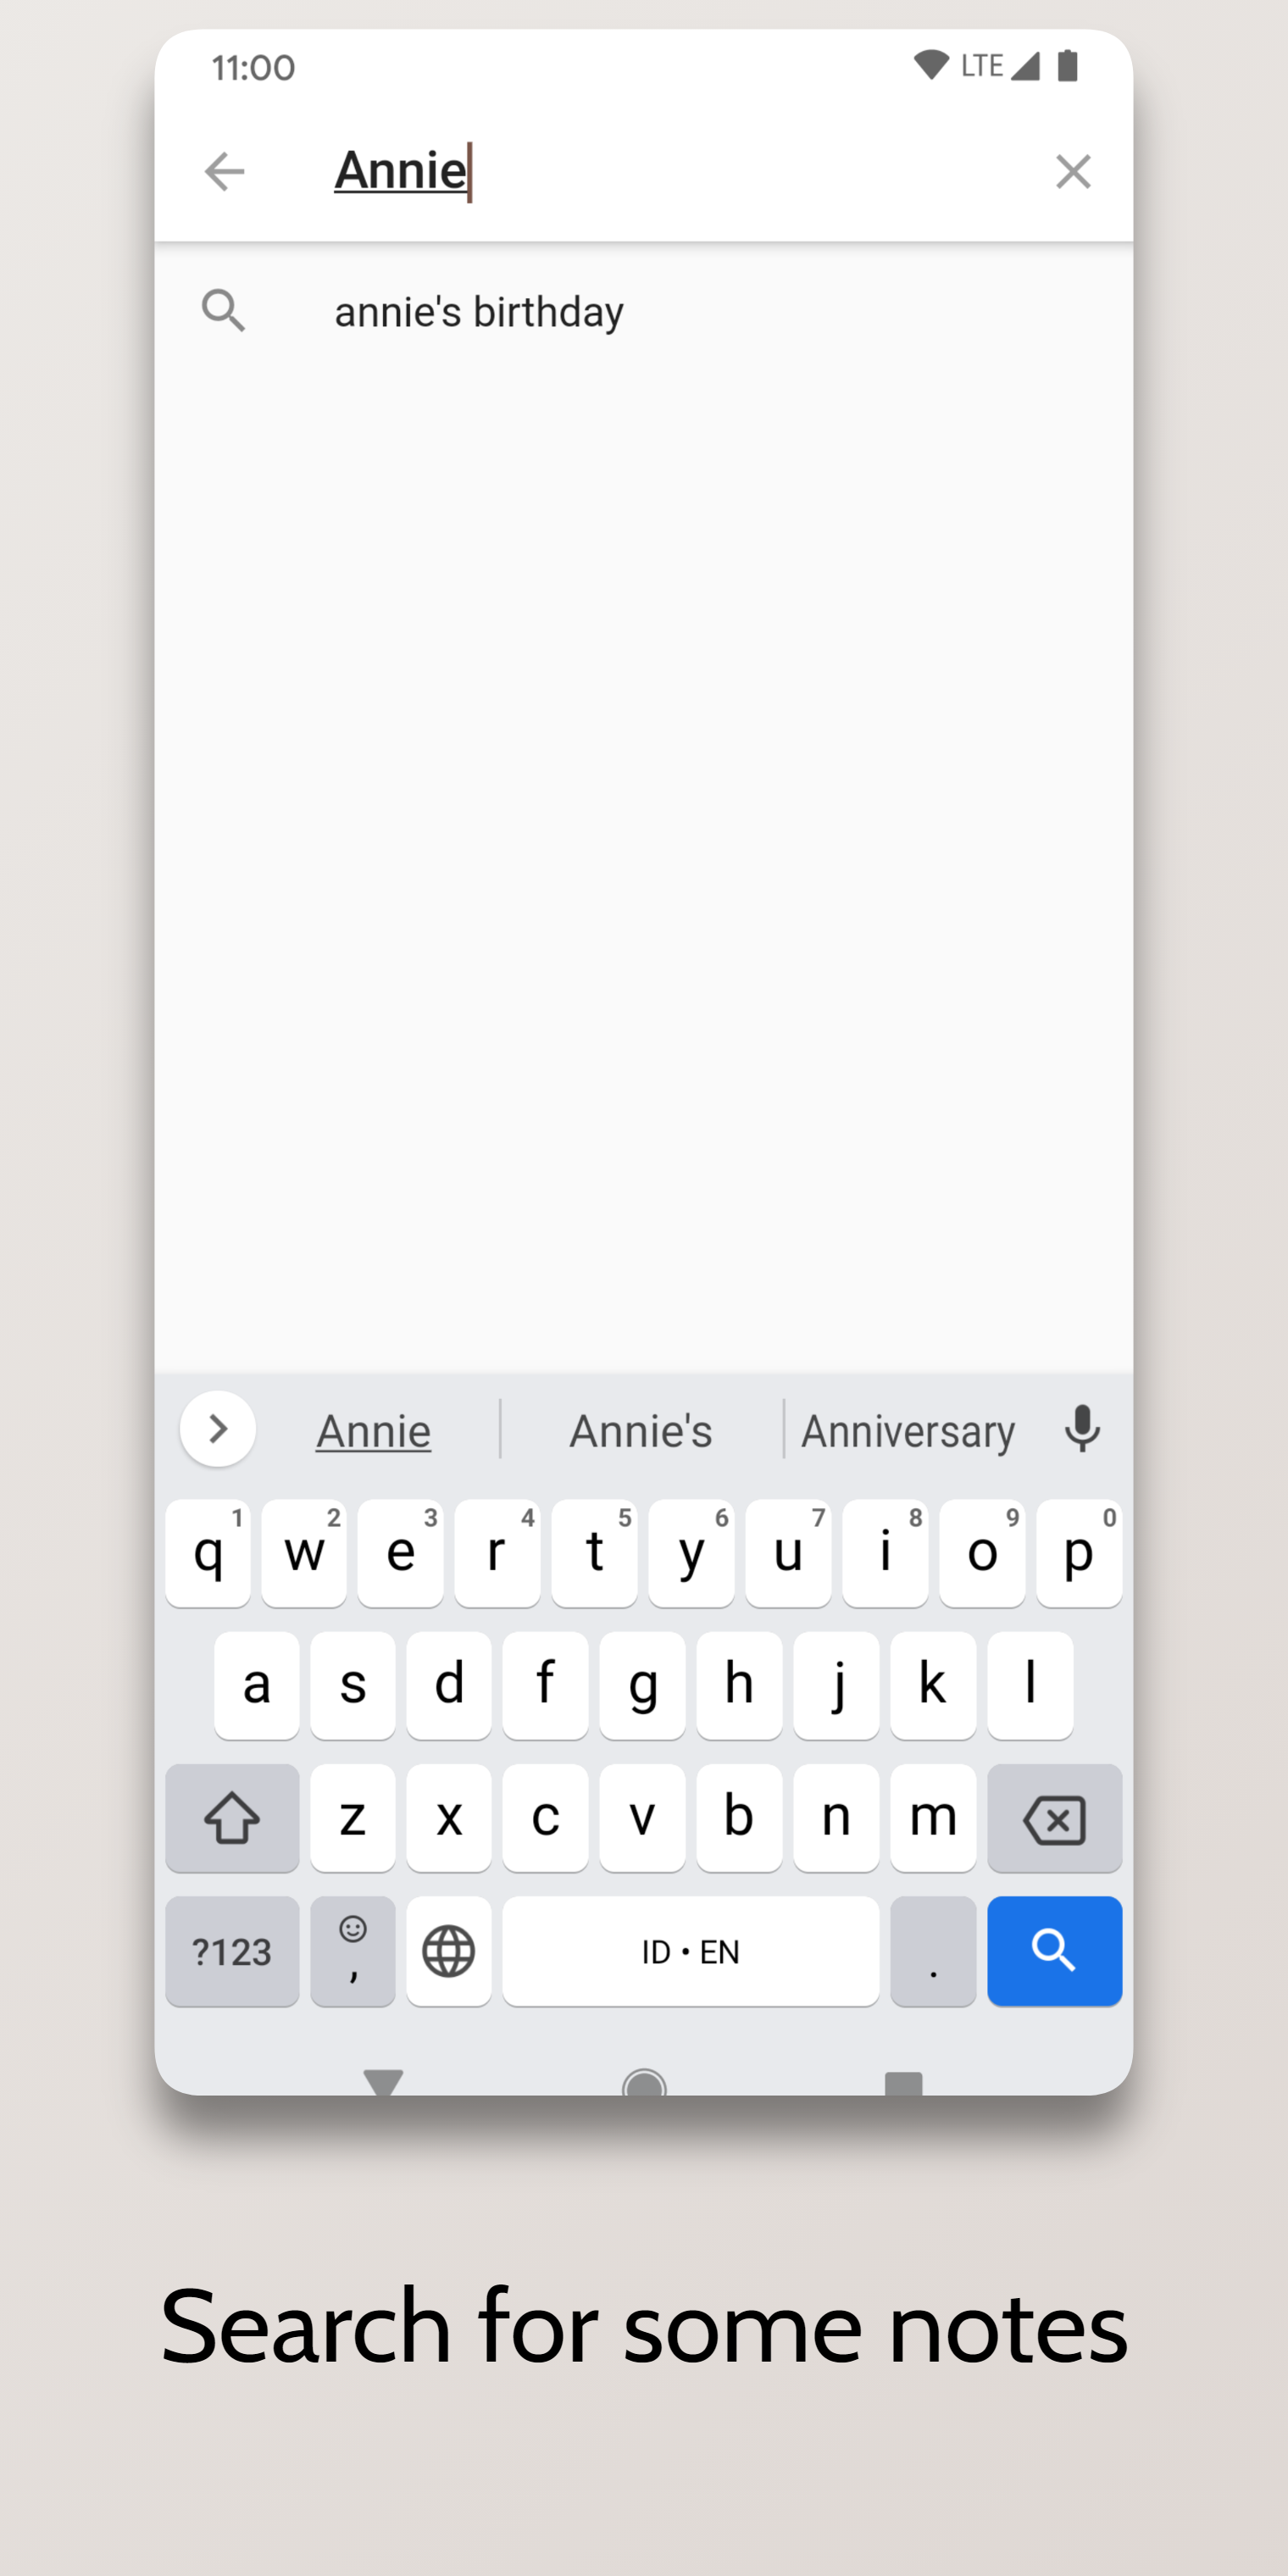 11:00 LTE
Annie
annie's birthday
Annie Annie's Anniversary
1 2 3 4 5 6 7 8 9 0
q w e r t y u i o p
a s d f g h j k l
z x c v b n m
?123 , ID • EN .
Search for some notes